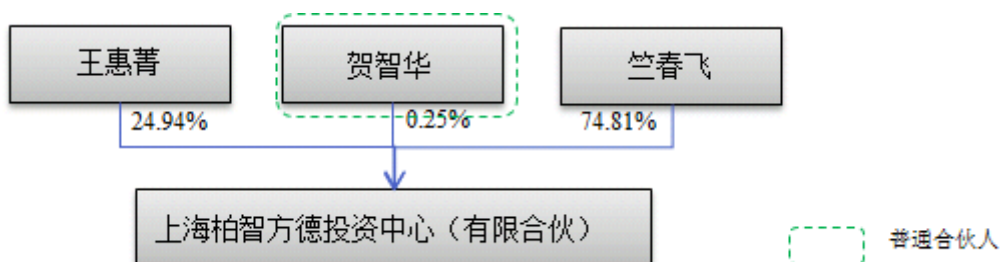 王惠菁
贺智华
竺春飞
24.94%
0.25%
74.81%
上海柏智方德投资中心（有限合伙）
普通合伙人